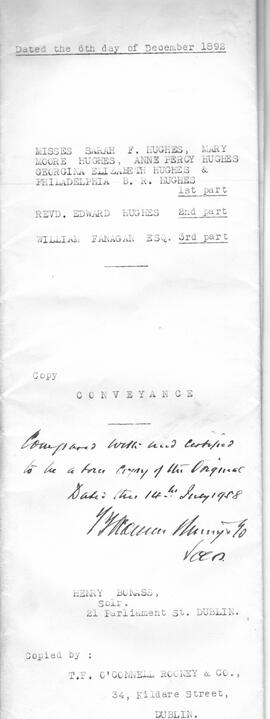 Dated the 6th day of December 1892
MISSES SARAH F. HUGHES, MARY
MOORE HUGHES, ANNE PERCY HUGHES
GEORGINA ELIZABETH HUGHES &
PHILADELPHIA B. R. HUGHES
1st part
REVD. EDWARD HUGHES 2nd part
WILLIAM FANAGAN ESQ. 3rd part
Copy
CONVEYANCE
Compared with and certified
to be a true Copy of the Original
Dated this 14th July 1958
Solrs
HENRY BONASS,
Solr.
21 Parliament St. DUBLIN.
Copied by :
T.F. O'CONNELL ROONEY & CO.,
34, Kildare Street,
DUBLIN.